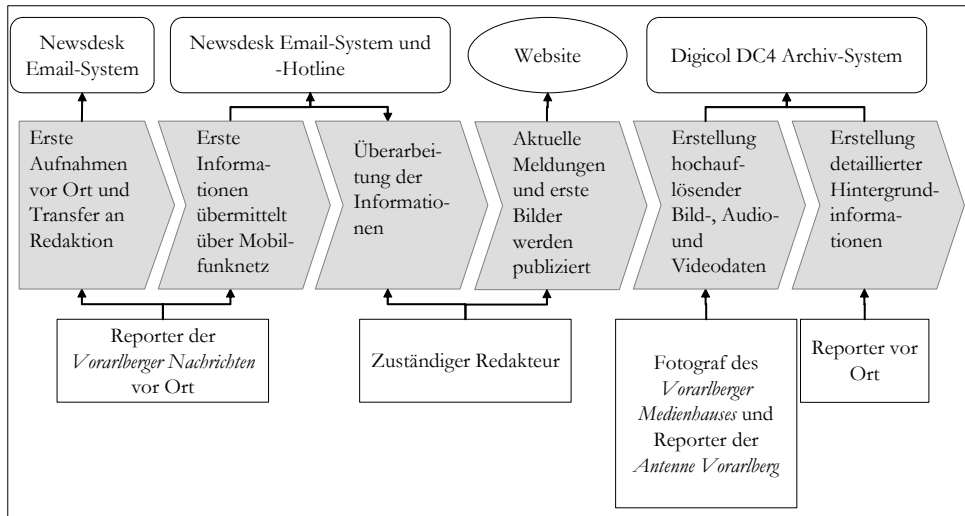 Newsdesk
Email-System
Newsdesk Email-System und
-Hotline
Website
Digicol DC4 Archiv-System
Erste
Aufnahmen
vor Ort und
Transfer an
Redaktion
Erste
Informa-
tionen
übermittelt
über Mobil-
funknetz
Überarbei-
tung der
Informatio-
nen
Aktuelle
Meldungen
und erste
Bilder
werden
publiziert
Erstellung
hochauf-
lösender
Bild-, Audio-
und
Videodaten
Erstellung
detaillierter
Hintergrund-
informa-
tionen
Reporter der
Vorarlberger Nachrichten
vor Ort
Zuständiger Redakteur
Fotograf des
Vorarlberger
Medienhauses und
Reporter der
Antenne Vorarlberg
Reporter vor
Ort